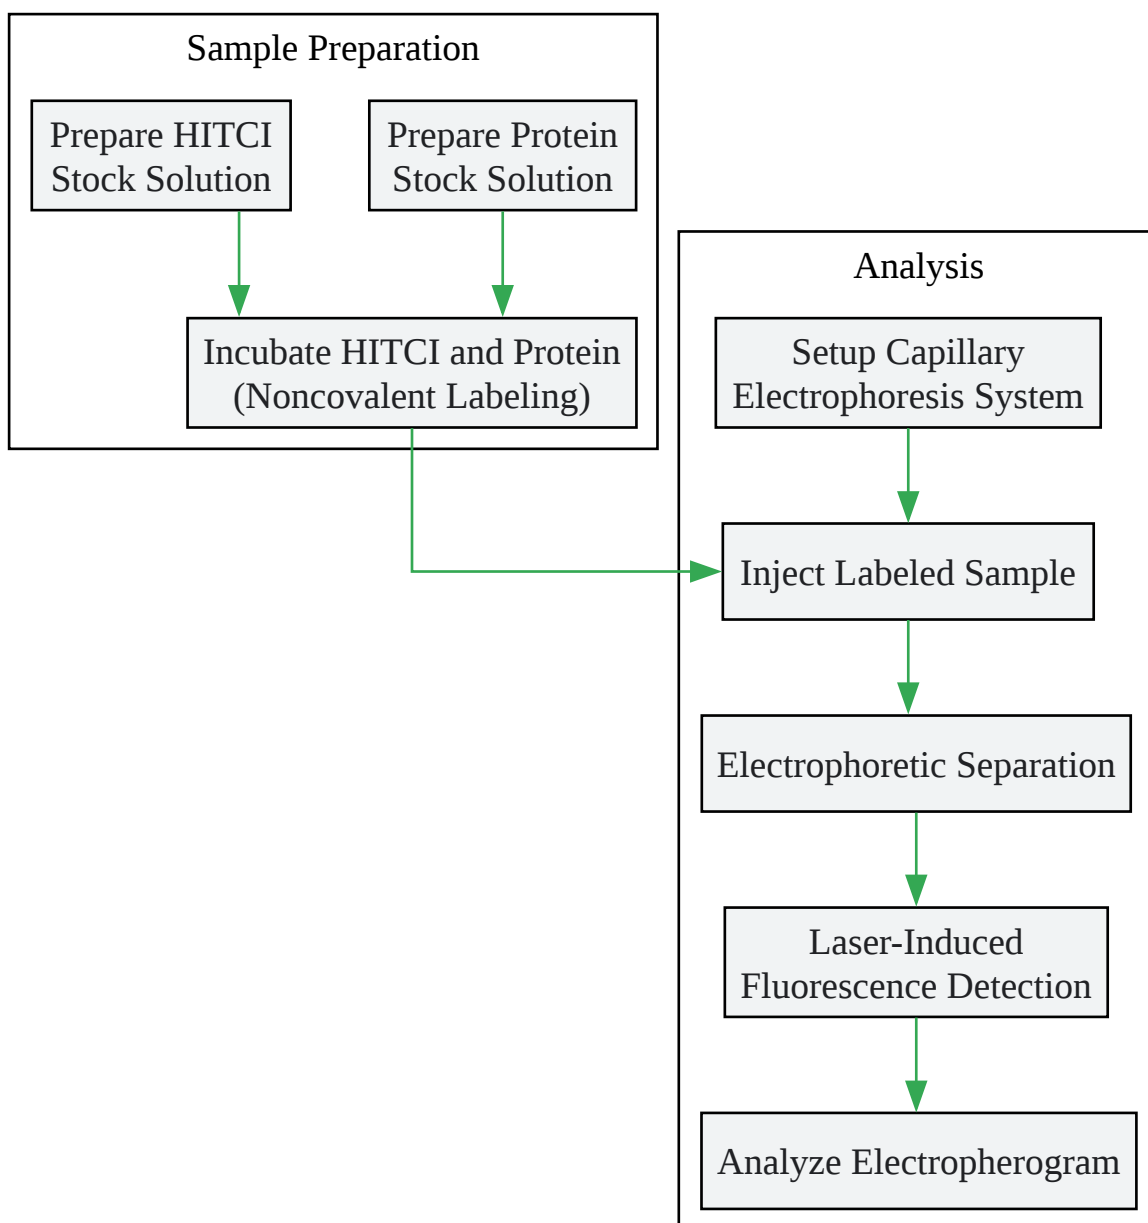 Sample Preparation
Prepare HITCI
Stock Solution
Prepare Protein
Stock Solution
Incubate HITCI and Protein
(Noncovalent Labeling)
Analysis
Setup Capillary
Electrophoresis System
Inject Labeled Sample
Electrophoretic Separation
Laser-Induced
Fluorescence Detection
Analyze Electropherogram